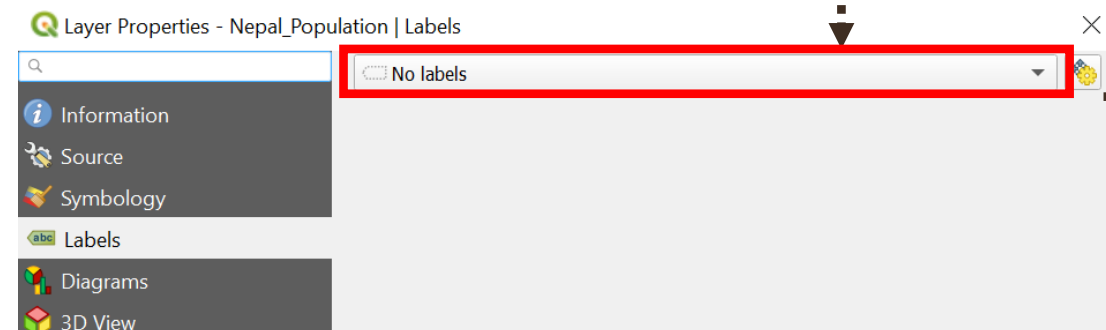 Layer Properties - Nepal_Population | Labels
No labels
Information
Source
Symbology
abc Labels
Diagrams
3D View